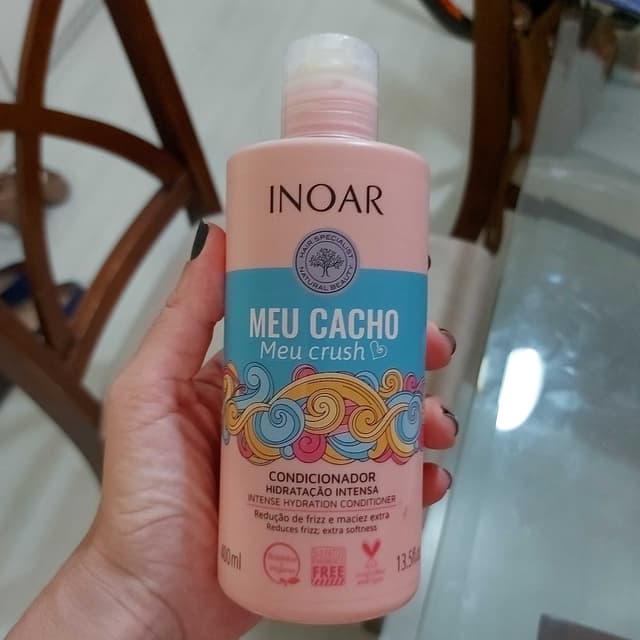 INOAR
HAIR SPECIALIST
NATURAL BEAUTY
MEU CACHO
Meu crush
CONDICIONADOR
HIDRATAÇÃO INTENSA
INTENSE HYDRATION CONDITIONER
Redução de frizz e maciez extra
Reduces frizz; extra softness
400ml
FREE
13.5fl